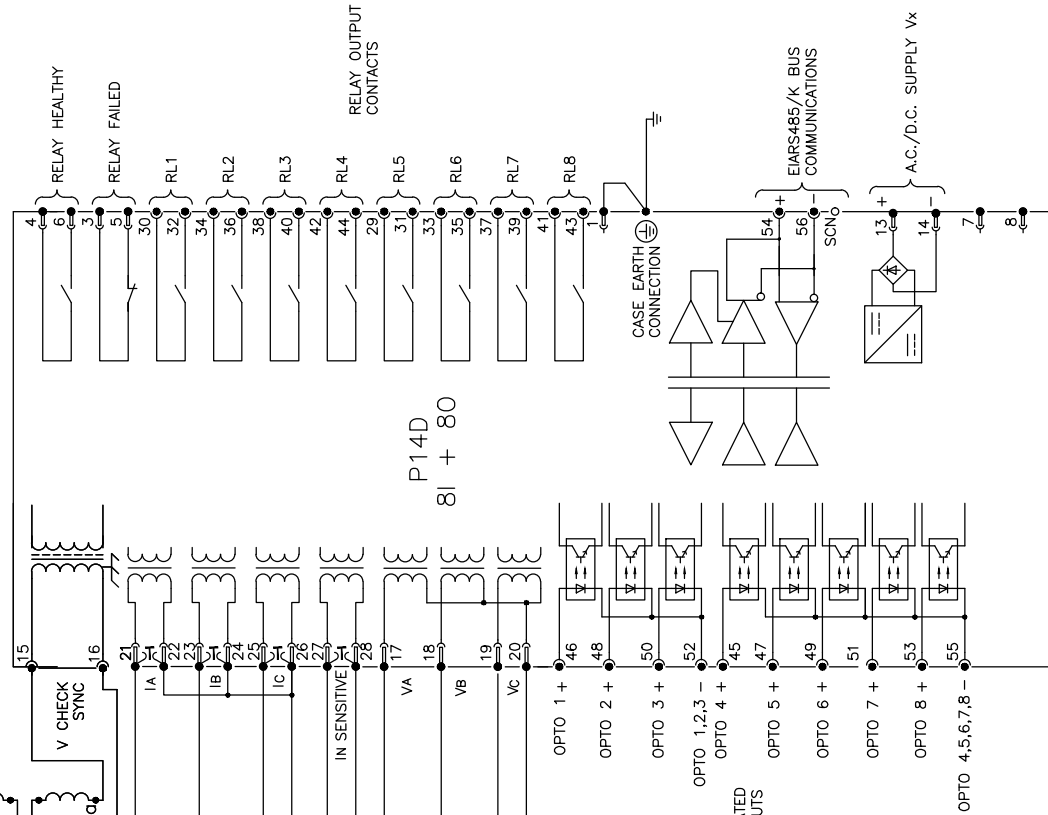 RELAY HEALTHY
RELAY FAILED
RL1
RL2
RL3
RL4
RL5
RL6
RL7
RL8
RELAY OUTPUT
CONTACTS
EIARS485/K BUS
COMMUNICATIONS
A.C./D.C. SUPPLY Vx
4
6
3
5
30
32
34
36
38
40
42
44
29
31
33
35
37
39
41
43
1
54
+
56
-
SCN
13
+
14
-
7
8
CASE EARTH
CONNECTION
P14D
8I + 8O
15
16
21
22
23
24
25
26
27
28
17
18
19
20
46
48
50
52
45
47
49
51
53
55
V CHECK
SYNC
IA
IB
IC
IN SENSITIVE
VA
VB
VC
OPTO 1 +
OPTO 2 +
OPTO 3 +
OPTO 1,2,3 -
OPTO 4 +
OPTO 5 +
OPTO 6 +
OPTO 7 +
OPTO 8 +
OPTO 4,5,6,7,8 -
a
TED
UTS